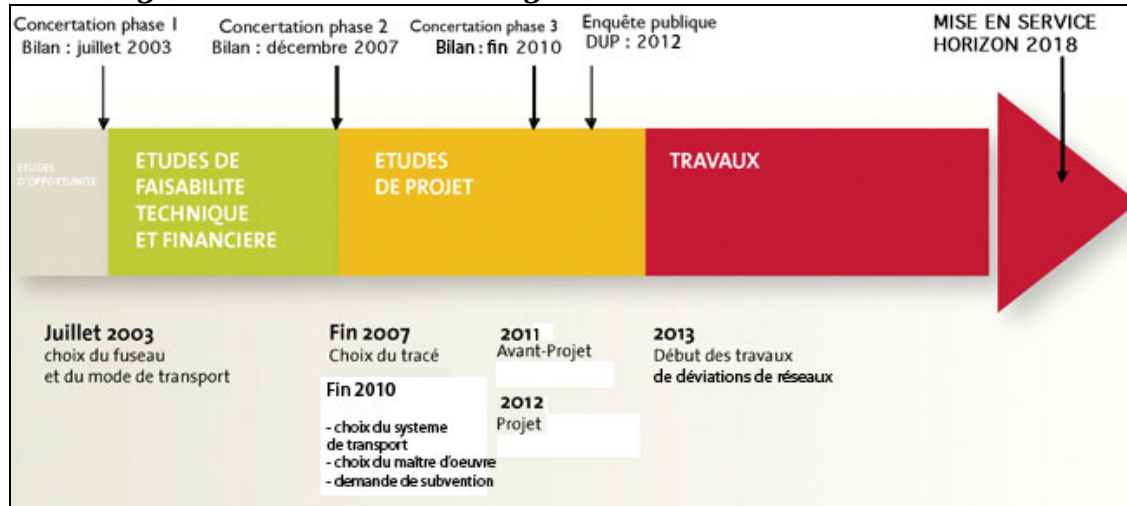 Concertation phase 1
Bilan : juillet 2003
Concertation phase 2
Bilan : décembre 2007
Concertation phase 3
Bilan : fin 2010
Enquête publique
DUP : 2012
MISE EN SERVICE
HORIZON 2018
ETUDES
D'OPPORTUNITE
ETUDES DE
FAISABILITE
TECHNIQUE
ET FINANCIERE
ETUDES
DE PROJET
TRAVAUX
Juillet 2003
choix du fuseau
et du mode de transport
Fin 2007
Choix du tracé
Fin 2010
- choix du systeme
de transport
- choix du maître d'oeuvre
- demande de subvention
2011
Avant-Projet
2012
Projet
2013
Début des travaux
de déviations de réseaux